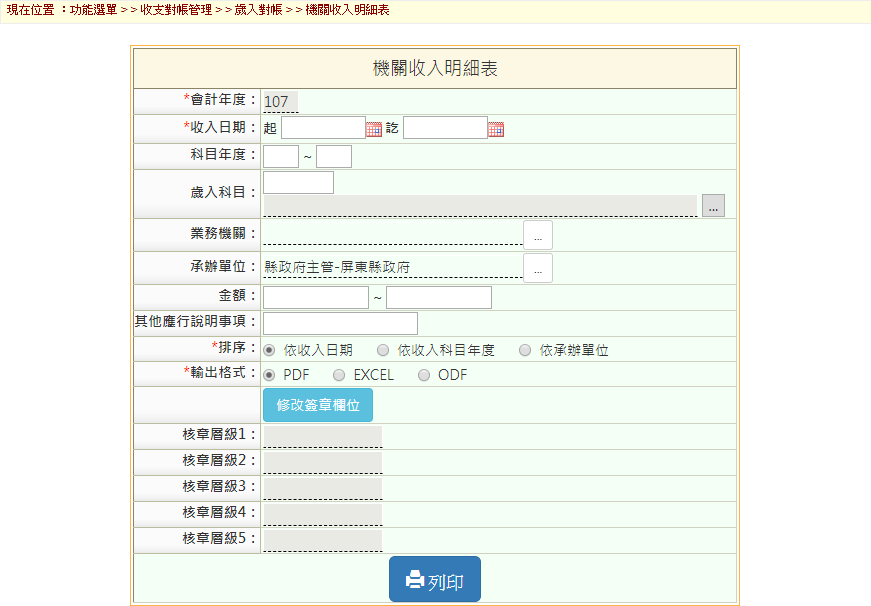 現在位置 ：功能選單 > > 收支對帳管理 > > 歲入對帳 > > 機關收入明細表
機關收入明細表
*會計年度： 107
*收入日期： 起 訖
科目年度： ~
歲入科目：
...
業務機關： ...
承辦單位： 縣政府主管-屏東縣政府 ...
金額： ~
其他應行說明事項：
*排序： 依收入日期 依收入科目年度 依承辦單位
*輸出格式： PDF EXCEL ODF
修改簽章欄位
核章層級1：
核章層級2：
核章層級3：
核章層級4：
核章層級5：
列印